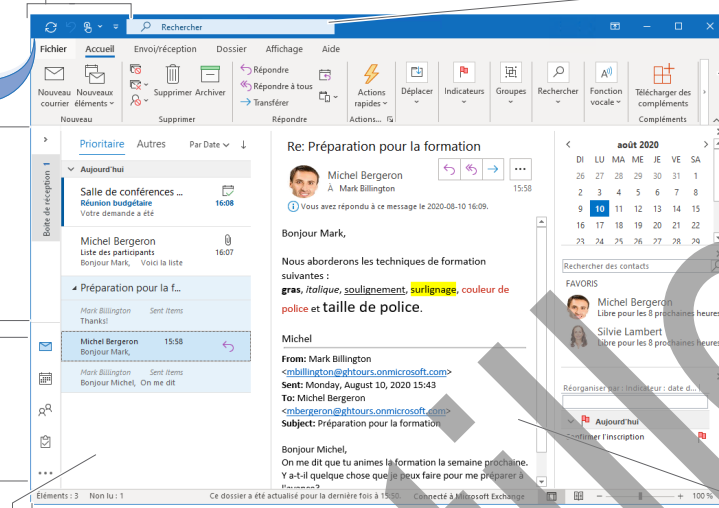 Rechercher
Fichier Accueil Envoi/réception Dossier Affichage Aide
Nouveau courrier
Nouveaux éléments
Supprimer Archiver
Répondre
Répondre à tous
Transférer
Actions rapides
Déplacer
Indicateurs
Groupes
Rechercher
Fonction vocale
Télécharger des compléments
Nouveau Supprimer Répondre Actions... Compléments
Boîte de réception 1
Prioritaire Autres Par Date
Aujourd'hui
Salle de conférences ...
Réunion budgétaire 16:08
Votre demande a été
Michel Bergeron
Liste des participants 16:07
Bonjour Mark, Voici la liste
Préparation pour la f...
Mark Billington Sent Items
Thanks!
Michel Bergeron 15:58
Bonjour Mark,
Mark Billington Sent Items
Bonjour Michel, On me dit
Re: Préparation pour la formation
Michel Bergeron
À Mark Billington
15:58
Vous avez répondu à ce message le 2020-08-10 16:09.
Bonjour Mark,
Nous aborderons les techniques de formation
suivantes :
gras, italique, soulignement, surlignage, couleur de
police et taille de police.
Michel
From: Mark Billington
<mbillington@ghtours.onmicrosoft.com>
Sent: Monday, August 10, 2020 15:43
To: Michel Bergeron
<mbergeron@ghtours.onmicrosoft.com>
Subject: Préparation pour la formation
Bonjour Michel,
On me dit que tu animes la formation la semaine prochaine.
Y a-t-il quelque chose que je peux faire pour me préparer à
l'avance?
août 2020
DI LU MA ME JE VE SA
26 27 28 29 30 31 1
2 3 4 5 6 7 8
9 10 11 12 13 14 15
16 17 18 19 20 21 22
23 24 25 26 27 28 29
Rechercher des contacts
FAVORIS
Michel Bergeron
Libre pour les 8 prochaines heures
Silvie Lambert
Libre pour les 8 prochaines heures
Réorganiser par : Indicateur : date d...
Aujourd'hui
Confirmer l'inscription
Éléments : 3 Non lu : 1 Ce dossier a été actualisé pour la dernière fois à 15:50. Connecté à Microsoft Exchange 100 %